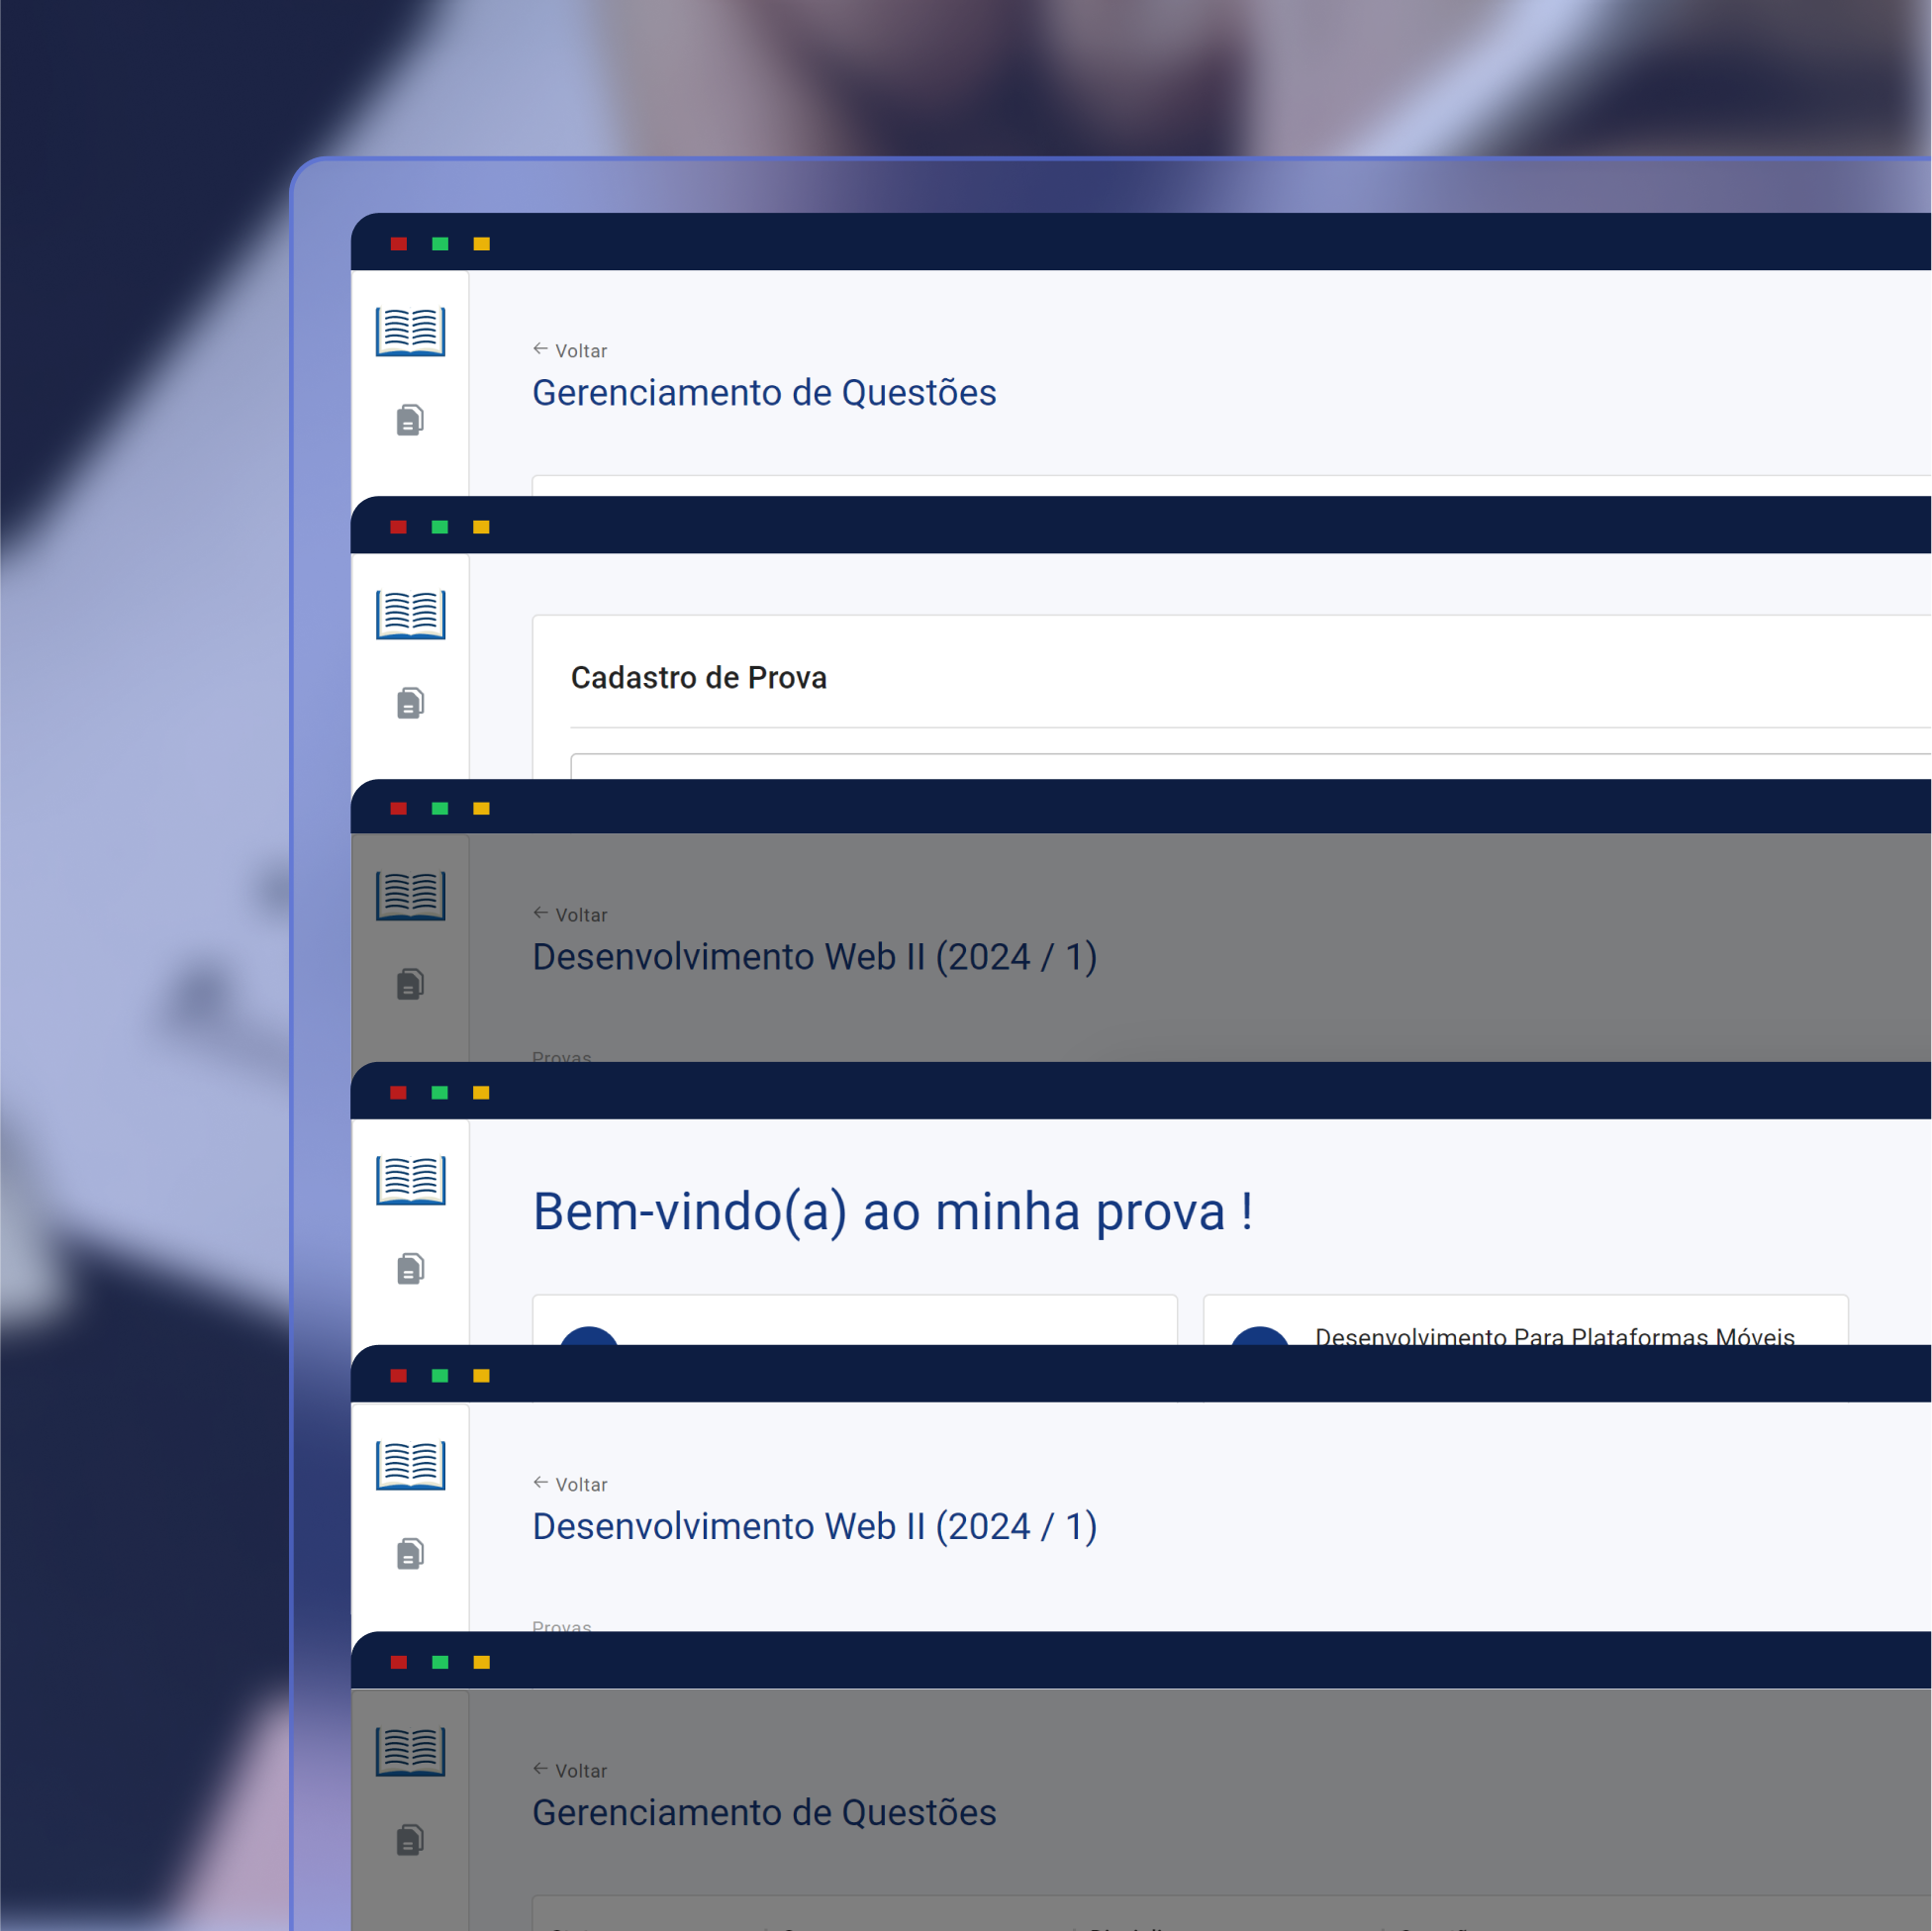 Voltar
Gerenciamento de Questões
Cadastro de Prova
Voltar
Desenvolvimento Web II (2024 / 1)
Provas
Bem-vindo(a) ao minha prova !
Desenvolvimento Para Plataformas Móveis
Voltar
Desenvolvimento Web II (2024 / 1)
Provas
Voltar
Gerenciamento de Questões